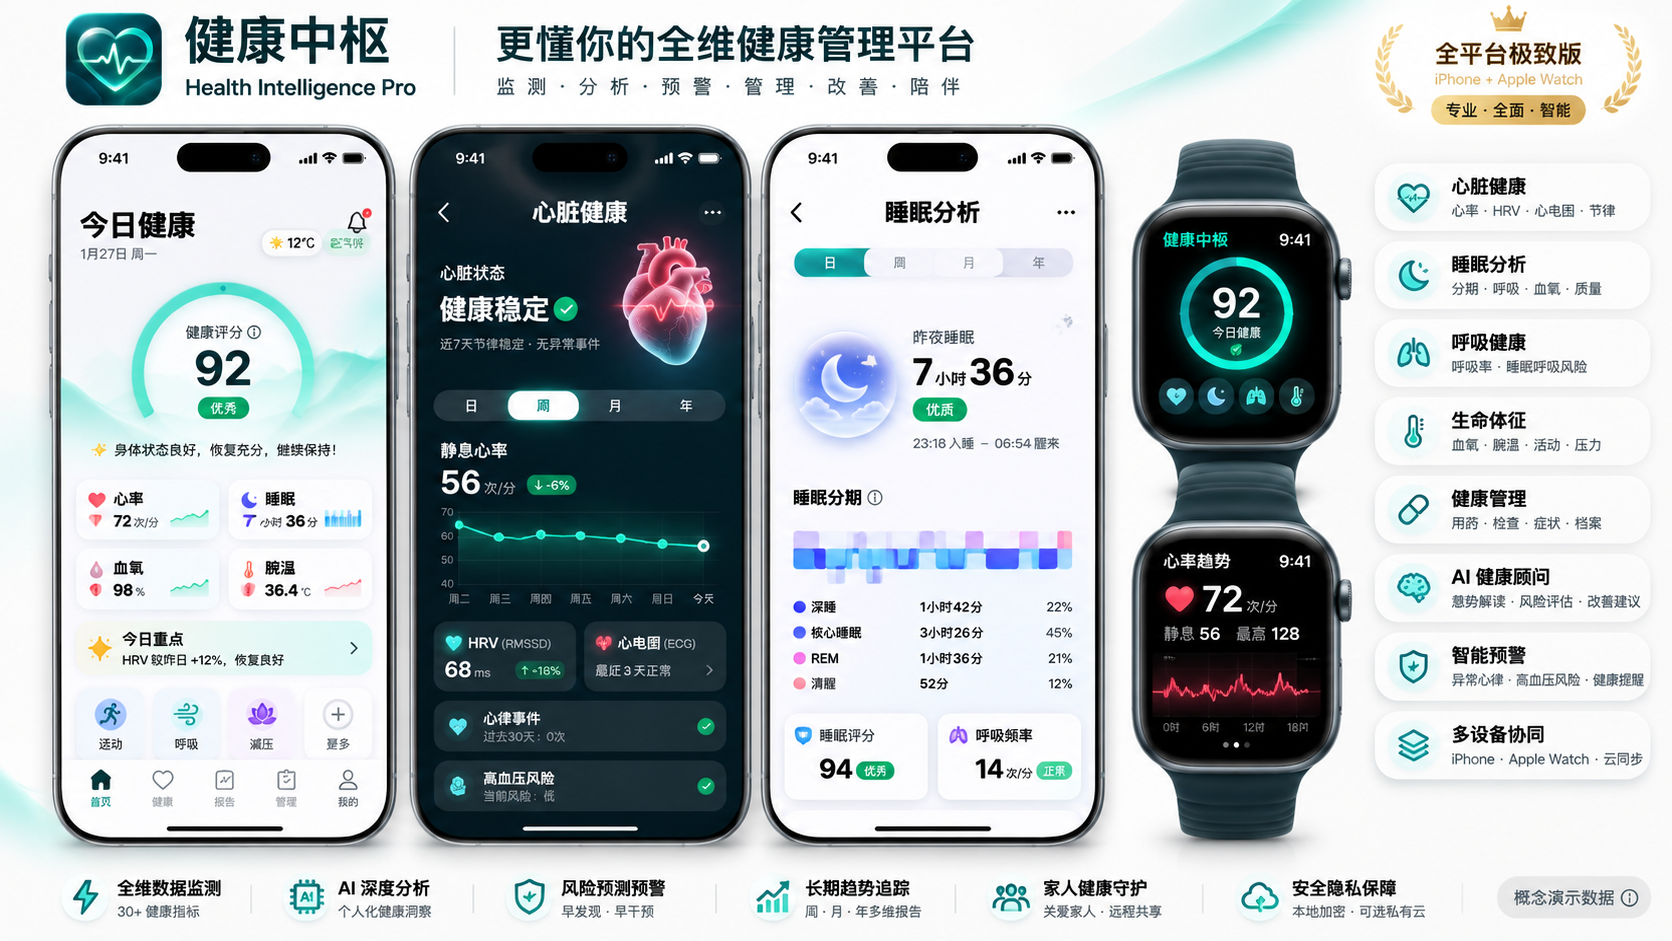 健康中枢
Health Intelligence Pro
更懂你的全维健康管理平台
监测·分析·预警·管理·改善·陪伴
全平台极致版
iPhone + Apple Watch
专业·全面·智能
9:41
今日健康
1月27日 周一
12℃
健康评分
92
优秀
身体状态良好，恢复充分，继续保持！
心率
72次/分
睡眠
7小时36分
血氧
98%
腕温
36.4℃
今日重点
HRV 较昨日 +12%，恢复良好
运动
呼吸
减压
更多
首页
健康
报告
管理
我的
9:41
心脏健康
心脏状态
健康稳定
近7天节律稳定·无异常事件
日 周 月 年
静息心率
56 次/分 ↓-6%
70
60
50
40
周二 周三 周四 周五 周六 周日 今天
HRV (RMSSD)
68 ms ↑-18%
心电图 (ECG)
最近3天正常
心律事件
过去30天：0次
高血压风险
当前风险：低
9:41
睡眠分析
日 周 月 年
昨夜睡眠
7小时36分
优质
23:18 入睡 – 06:54 醒来
睡眠分期
深睡 1小时42分 22%
核心睡眠 3小时26分 45%
REM 1小时36分 21%
清醒 52分 12%
睡眠评分
94 优秀
呼吸频率
14 次/分 正常
健康中枢 9:41
92
今日健康
心率趋势 9:41
72 次/分
静息 56 最高 128
0时 6时 12时 18时
心脏健康
心率·HRV·心电图·节律
睡眠分析
分期·呼吸·血氧·质量
呼吸健康
呼吸率·睡眠呼吸风险
生命体征
血氧·腕温·活动·压力
健康管理
用药·检查·症状·档案
AI 健康顾问
趋势解读·风险评估·改善建议
智能预警
异常心律·高血压风险·健康提醒
多设备协同
iPhone·Apple Watch·云同步
全维数据监测
30+ 健康指标
AI 深度分析
个人化健康洞察
风险预测预警
早发现·早干预
长期趋势追踪
周·月·年多维报告
家人健康守护
关爱家人·远程共享
安全隐私保障
本地加密·可选私有云
概念演示数据